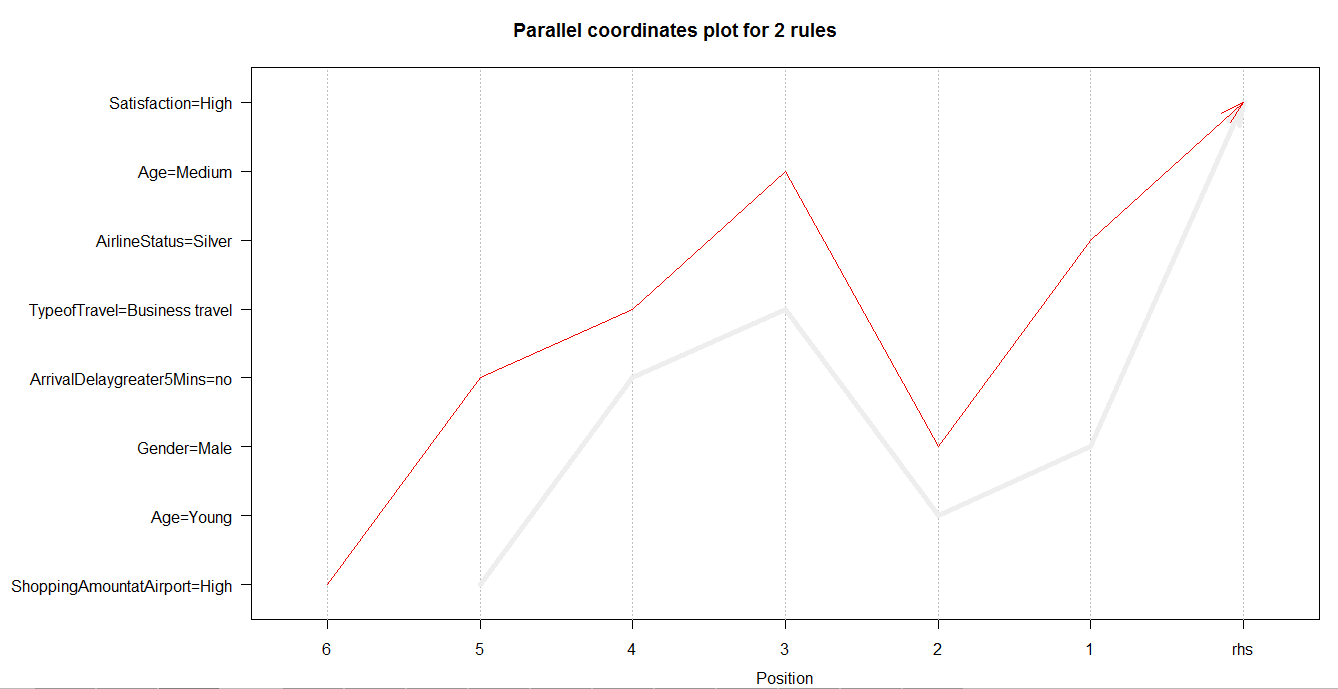 Parallel coordinates plot for 2 rules
Satisfaction=High
Age=Medium
AirlineStatus=Silver
TypeofTravel=Business travel
ArrivalDelaygreater5Mins=no
Gender=Male
Age=Young
ShoppingAmountatAirport=High
6 5 4 3 2 1 rhs
Position